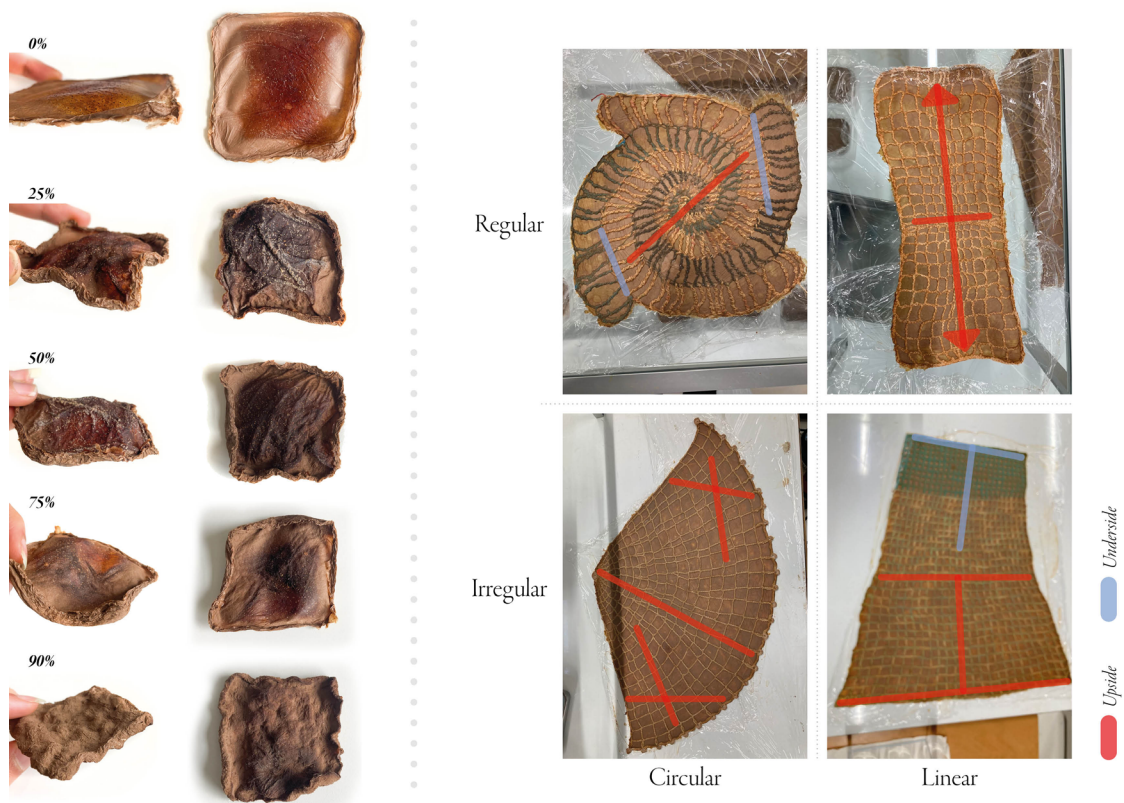 0%
25%
50%
75%
90%
Regular
Irregular
Circular
Linear
Underside
Upside